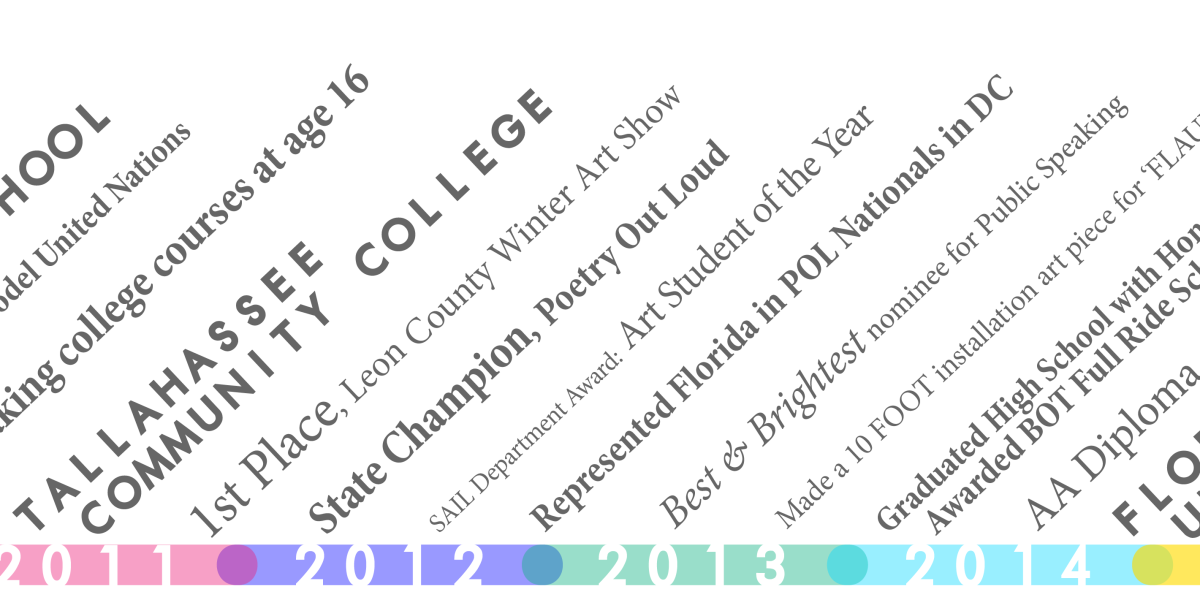 HOOL
Model United Nations
king college courses at age 16
TALLAHASSEE
COMMUNITY COLLEGE
1st Place, Leon County Winter Art Show
State Champion, Poetry Out Loud
SAIL Department Award: Art Student of the Year
Represented Florida in POL Nationals in DC
Best & Brightest nominee for Public Speaking
Made a 10 FOOT installation art piece for ‘FLAU
Graduated High School with Hon
Awarded BOT Full Ride Sch
AA Diploma
FLO
U
2011 2012 2013 2014